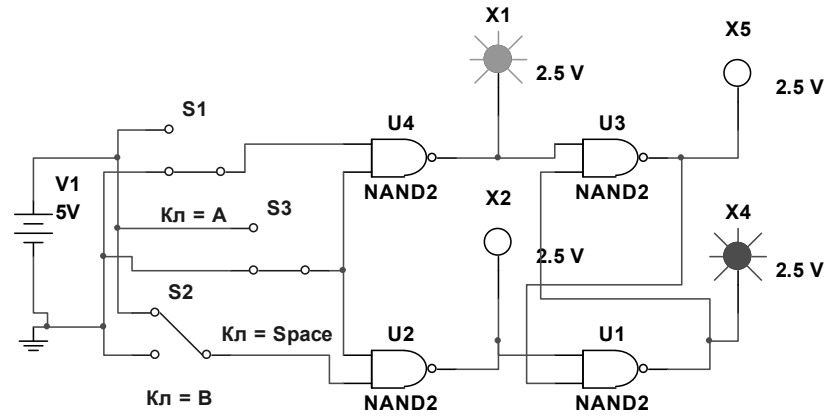 X1
X5
2.5 V
2.5 V
S1
U4
U3
V1
5V
NAND2
NAND2
Кл = A
S3
X2
X4
2.5 V
2.5 V
S2
Кл = Space
U2
U1
Кл = B
NAND2
NAND2